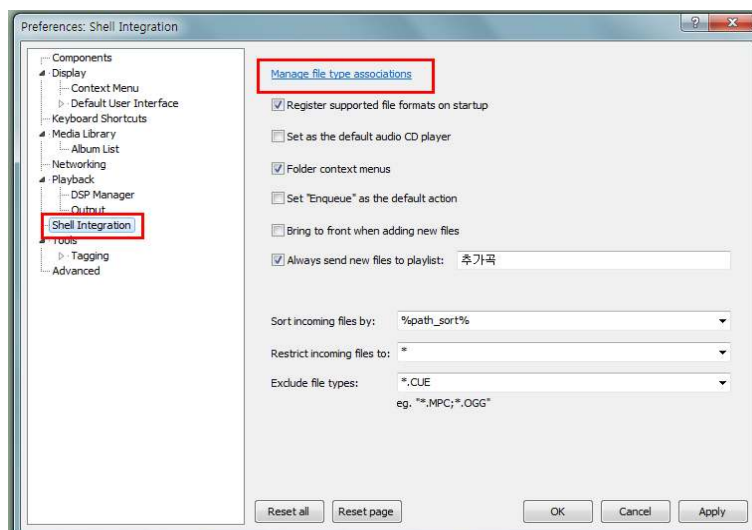 Preferences: Shell Integration
Components
Display
Context Menu
Default User Interface
Keyboard Shortcuts
Media Library
Album List
Networking
Playback
DSP Manager
Output
Shell Integration
Tools
Tagging
Advanced
Manage file type associations
Register supported file formats on startup
Set as the default audio CD player
Folder context menus
Set "Enqueue" as the default action
Bring to front when adding new files
Always send new files to playlist: 추가곡
Sort incoming files by: %path_sort%
Restrict incoming files to: *
Exclude file types: *.CUE
eg. "*.MPC;*.OGG"
Reset all Reset page OK Cancel Apply